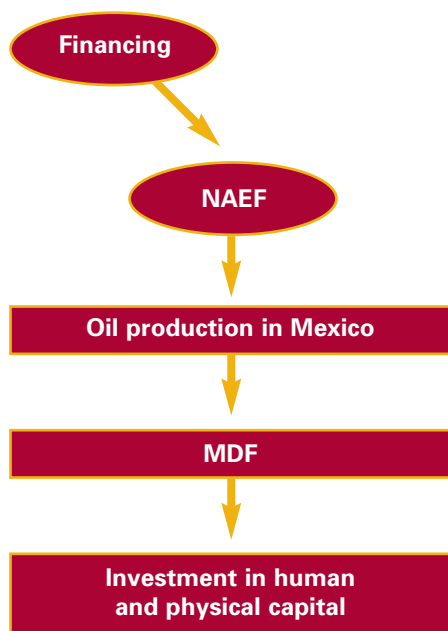 Financing
NAEF
Oil production in Mexico
MDF
Investment in human
and physical capital